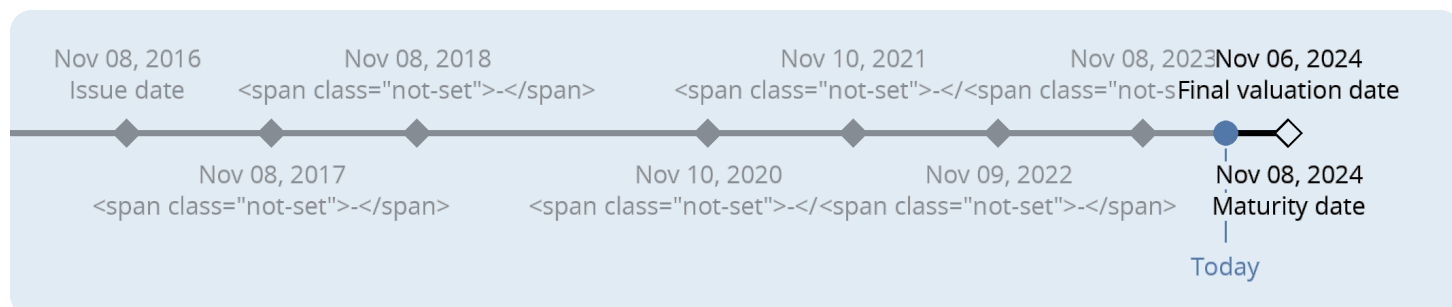 Nov 08, 2016
Issue date
Nov 08, 2018
<span class="not-set">-</span>
Nov 10, 2021
<span class="not-set">-</
Nov 08, 2023
<span class="not-s
Nov 06, 2024
Final valuation date
Nov 08, 2017
<span class="not-set">-</span>
Nov 10, 2020
<span class="not-set">-</
Nov 09, 2022
<span class="not-set">-</span>
Nov 08, 2024
Maturity date
Today